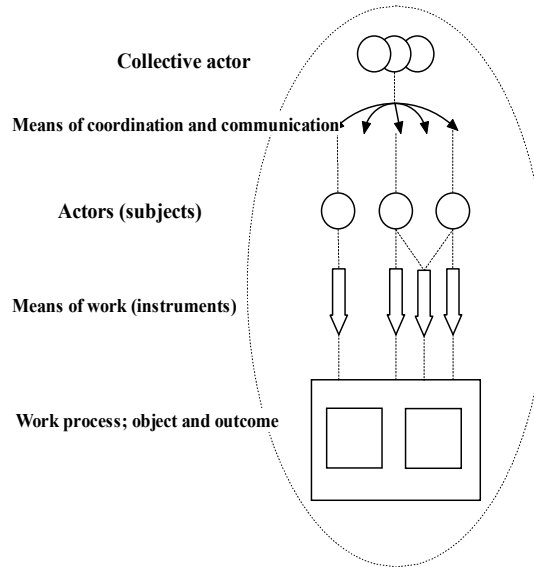 Collective actor
Means of coordination and communication
Actors (subjects)
Means of work (instruments)
Work process; object and outcome